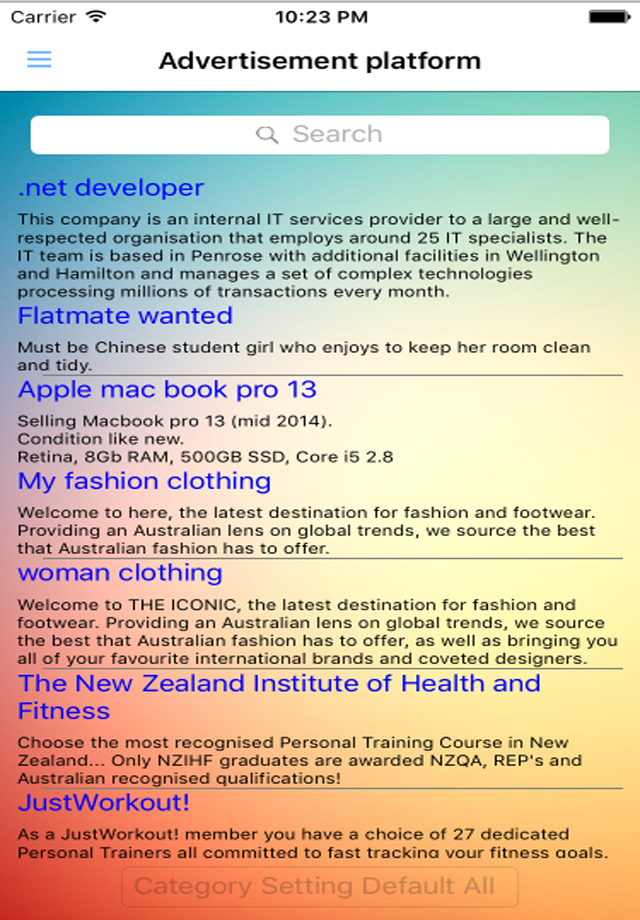 Carrier 10:23 PM
Advertisement platform
Search
.net developer
This company is an internal IT services provider to a large and well-
respected organisation that employs around 25 IT specialists. The
IT team is based in Penrose with additional facilities in Wellington
and Hamilton and manages a set of complex technologies
processing millions of transactions every month.
Flatmate wanted
Must be Chinese student girl who enjoys to keep her room clean
and tidy.
Apple mac book pro 13
Selling Macbook pro 13 (mid 2014).
Condition like new.
Retina, 8Gb RAM, 500GB SSD, Core i5 2.8
My fashion clothing
Welcome to here, the latest destination for fashion and footwear.
Providing an Australian lens on global trends, we source the best
that Australian fashion has to offer.
woman clothing
Welcome to THE ICONIC, the latest destination for fashion and
footwear. Providing an Australian lens on global trends, we source
the best that Australian fashion has to offer, as well as bringing you
all of your favourite international brands and coveted designers.
The New Zealand Institute of Health and
Fitness
Choose the most recognised Personal Training Course in New
Zealand... Only NZIHF graduates are awarded NZQA, REP's and
Australian recognised qualifications!
JustWorkout!
As a JustWorkout! member you have a choice of 27 dedicated
Personal Trainers all committed to fast tracking your fitness goals.
Category Setting Default All